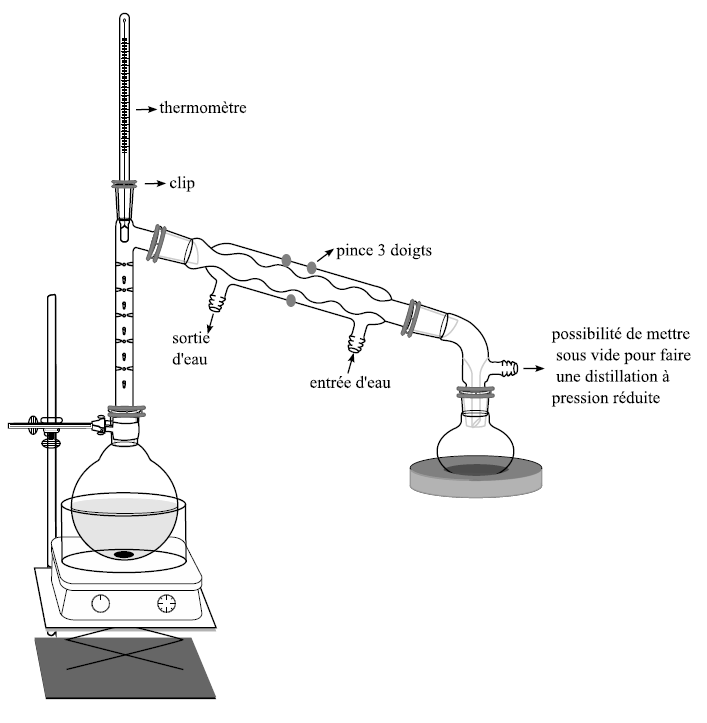 thermomètre
clip
pince 3 doigts
sortie
d'eau
entrée d'eau
possibilité de mettre
sous vide pour faire
une distillation à
pression réduite